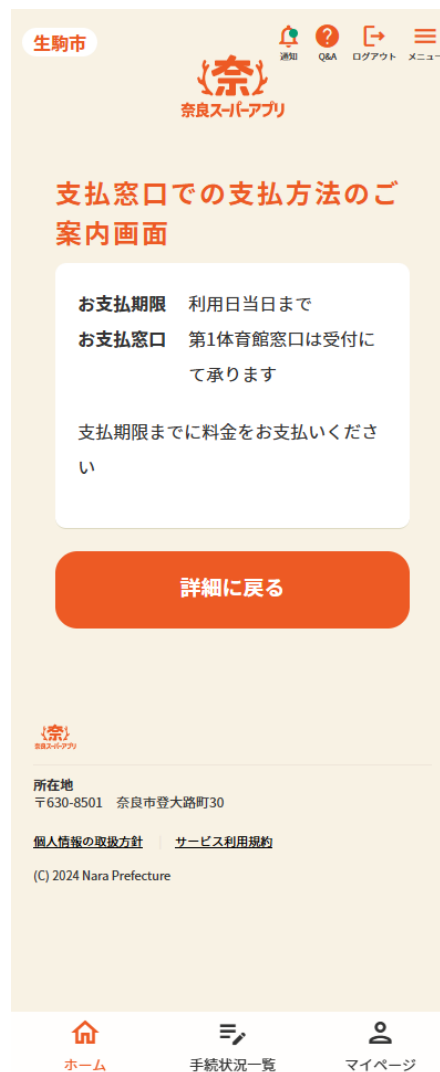 生駒市
通知
Q&A
ログアウト
メニュー
奈
奈良スーパーアプリ
支払窓口での支払方法のご
案内画面
お支払期限 利用日当日まで
お支払窓口 第1体育館窓口は受付に
て承ります
支払期限までに料金をお支払いくださ
い
詳細に戻る
奈
奈良スーパーアプリ
所在地
〒630-8501 奈良市登大路町30
個人情報の取扱方針 サービス利用規約
(C) 2024 Nara Prefecture
ホーム
手続状況一覧
マイページ